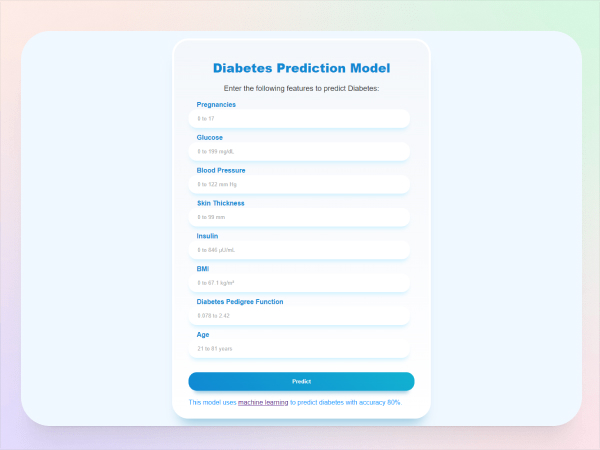 Diabetes Prediction Model
Enter the following features to predict Diabetes:
Pregnancies
0 to 17
Glucose
0 to 199 mg/dL
Blood Pressure
0 to 122 mm Hg
Skin Thickness
0 to 99 mm
Insulin
0 to 846 μU/mL
BMI
0 to 67.1 kg/m²
Diabetes Pedigree Function
0.078 to 2.42
Age
21 to 81 years
Predict
This model uses machine learning to predict diabetes with accuracy 80%.